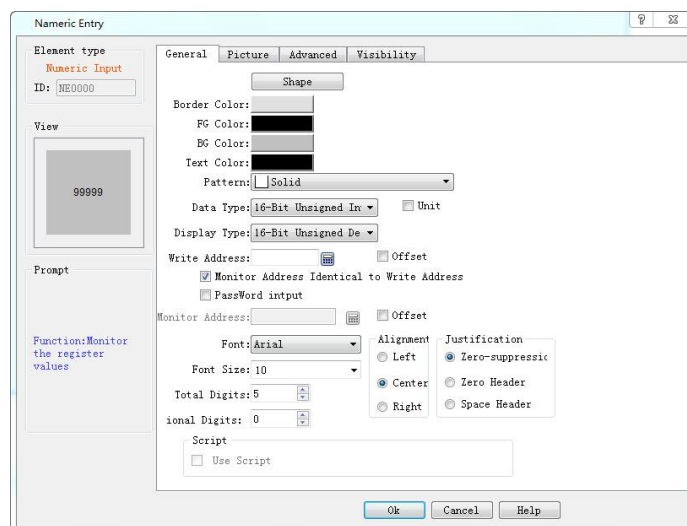 Nameric Entry
Element type
Numeric Input
ID: NE0000
View
99999
Prompt
Function:Monitor
the register
values
General Picture Advanced Visibility
Shape
Border Color:
FG Color:
BG Color:
Text Color:
Pattern: Solid
Data Type: 16-Bit Unsigned In Unit
Display Type: 16-Bit Unsigned De
Write Address: Offset
Monitor Address Identical to Write Address
PassWord intput
Monitor Address: Offset
Font: Arial
Font Size: 10
Total Digits: 5
ional Digits: 0
Alignment
Left
Center
Right
Justification
Zero-suppressio
Zero Header
Space Header
Script
Use Script
Ok Cancel Help